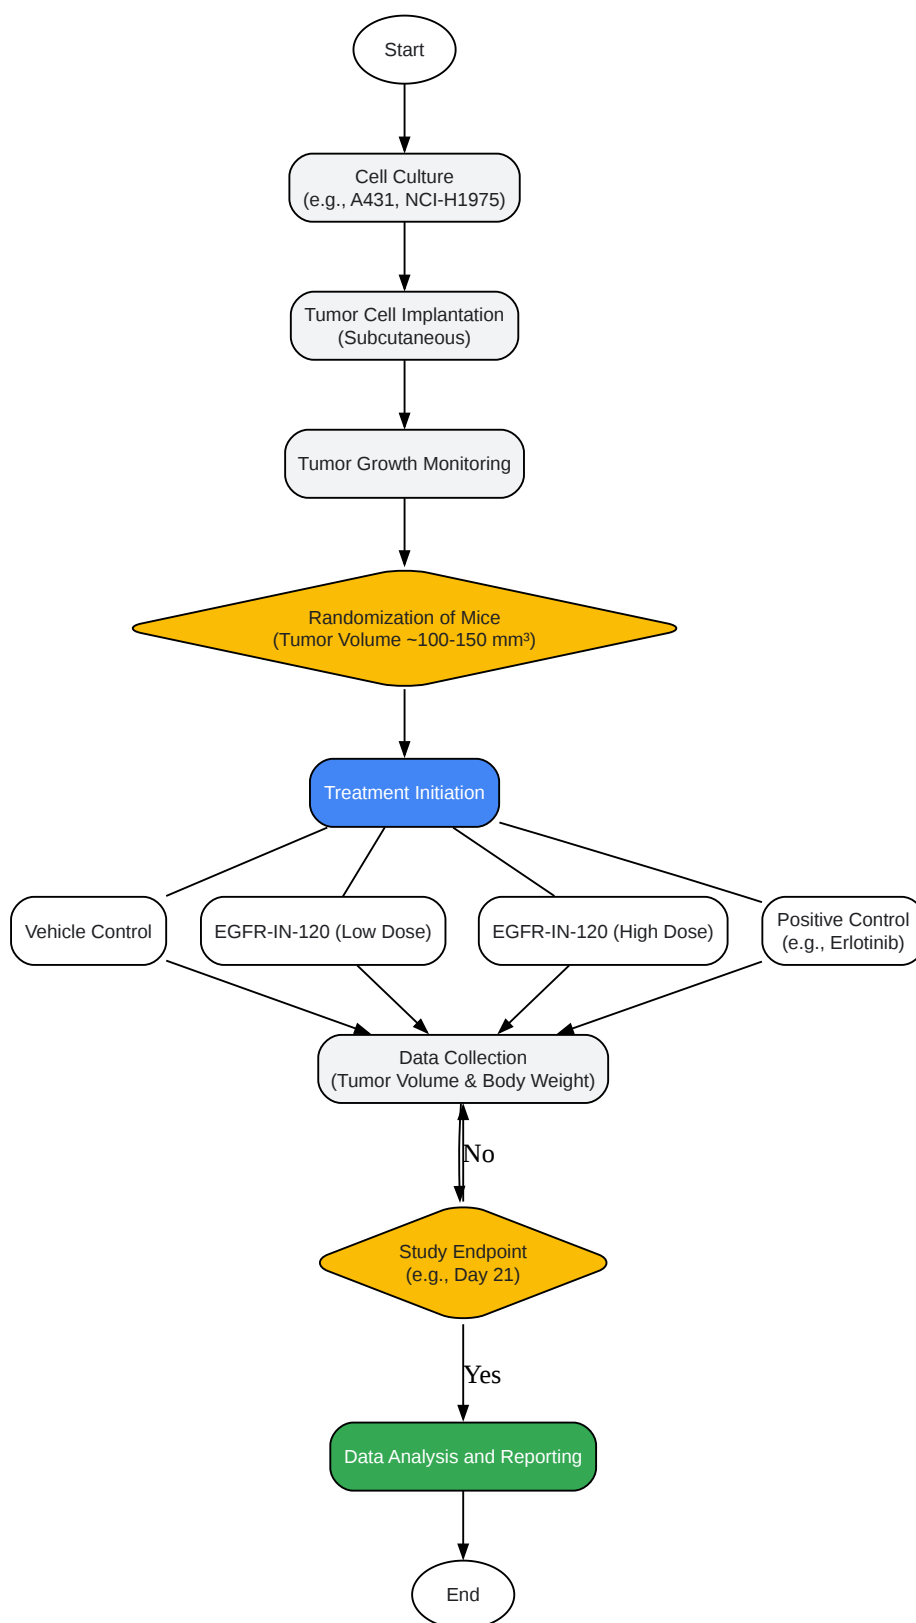 Start
Cell Culture
(e.g., A431, NCI-H1975)
Tumor Cell Implantation
(Subcutaneous)
Tumor Growth Monitoring
Randomization of Mice
(Tumor Volume ~100-150 mm³)
Treatment Initiation
Vehicle Control
EGFR-IN-120 (Low Dose)
EGFR-IN-120 (High Dose)
Positive Control
(e.g., Erlotinib)
Data Collection
(Tumor Volume & Body Weight)
No
Study Endpoint
(e.g., Day 21)
Yes
Data Analysis and Reporting
End